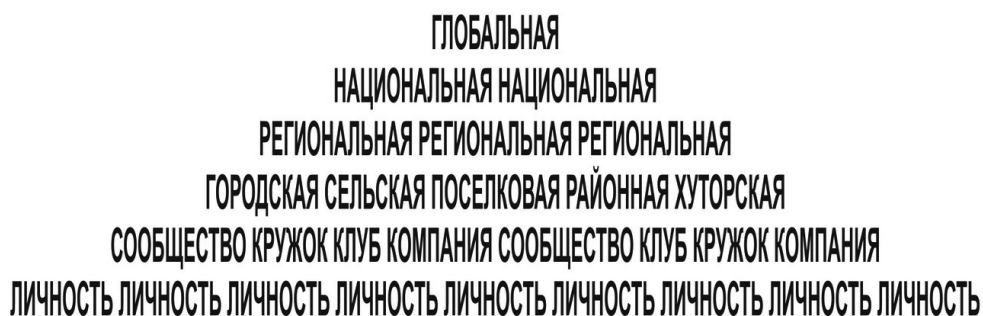 ГЛОБАЛЬНАЯ
НАЦИОНАЛЬНАЯ НАЦИОНАЛЬНАЯ
РЕГИОНАЛЬНАЯ РЕГИОНАЛЬНАЯ РЕГИОНАЛЬНАЯ
ГОРОДСКАЯ СЕЛЬСКАЯ ПОСЕЛКОВАЯ РАЙОННАЯ ХУТОРСКАЯ
СООБЩЕСТВО КРУЖОК КЛУБ КОМПАНИЯ СООБЩЕСТВО КЛУБ КРУЖОК КОМПАНИЯ
ЛИЧНОСТЬ ЛИЧНОСТЬ ЛИЧНОСТЬ ЛИЧНОСТЬ ЛИЧНОСТЬ ЛИЧНОСТЬ ЛИЧНОСТЬ ЛИЧНОСТЬ ЛИЧНОСТЬ